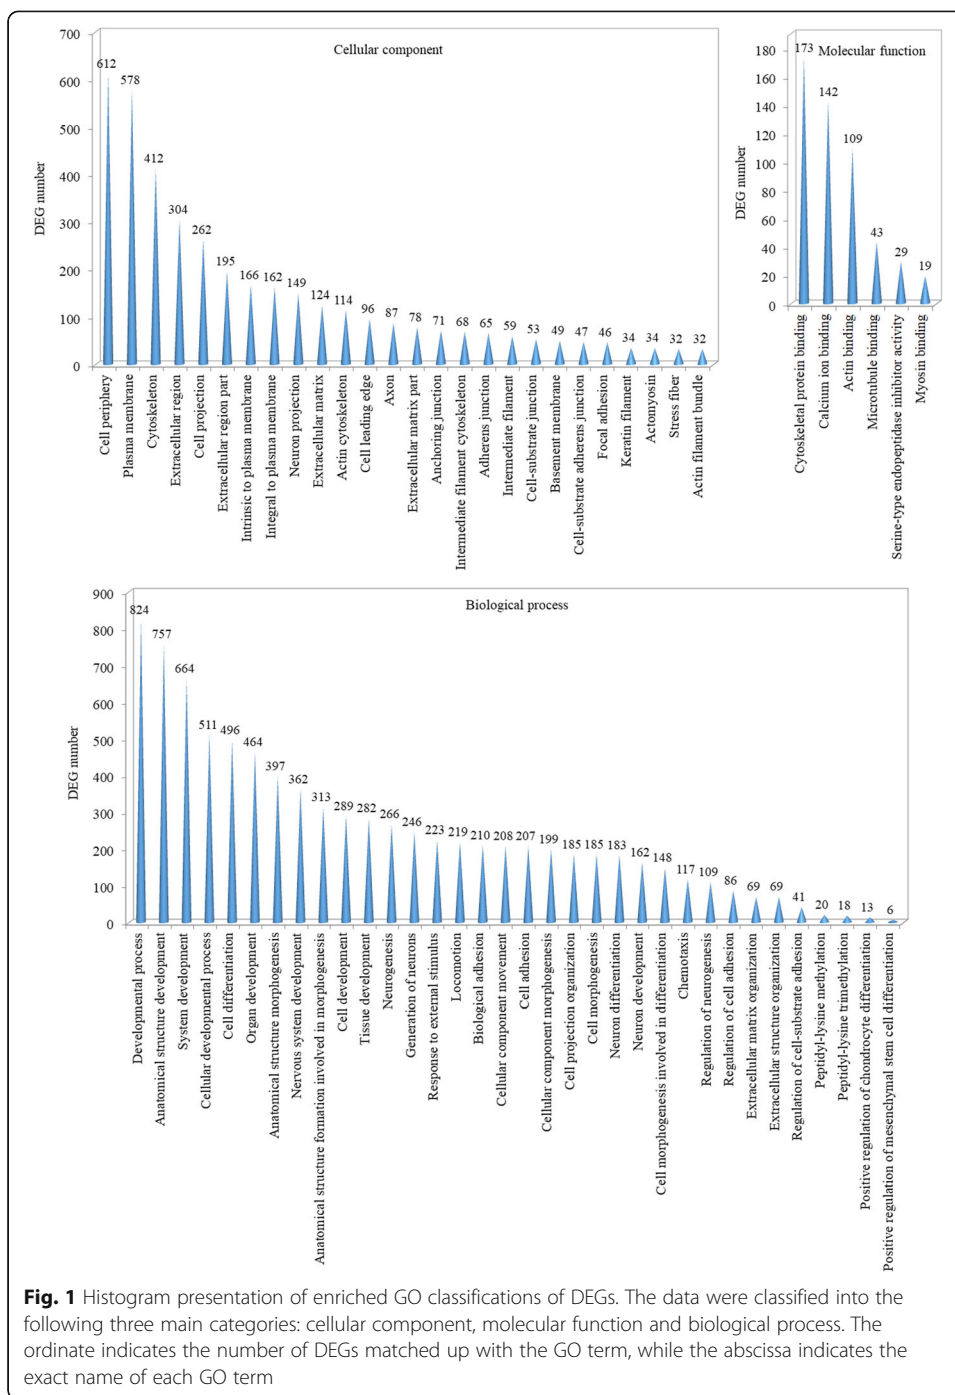 Cellular component
DEG number
700
600
500
400
300
200
100
0
612
578
412
304
262
195
166
162
149
124
114
96
87
78
71
68
65
59
53
49
47
46
34
34
32
32
Cell periphery
Plasma membrane
Cytoskeleton
Extracellular region
Cell projection
Extracellular region part
Intrinsic to plasma membrane
Integral to plasma membrane
Neuron projection
Extracellular matrix
Actin cytoskeleton
Cell leading edge
Axon
Extracellular matrix part
Anchoring junction
Intermediate filament cytoskeleton
Adherens junction
Intermediate filament
Cell-substrate junction
Basement membrane
Cell-substrate adherens junction
Focal adhesion
Keratin filament
Actomyosin
Stress fiber
Actin filament bundle
Molecular function
DEG number
180
160
140
120
100
80
60
40
20
0
173
142
109
43
29
19
Cytoskeletal protein binding
Calcium ion binding
Actin binding
Microtubule binding
Serine-type endopeptidase inhibitor activity
Myosin binding
Biological process
DEG number
900
800
700
600
500
400
300
200
100
0
824
757
664
511
496
464
397
362
313
289
282
266
246
223
219
210
208
207
199
185
185
183
162
148
117
109
86
69
69
41
20
18
13
6
Developmental process
Anatomical structure development
System development
Cellular developmental process
Cell differentiation
Organ development
Anatomical structure morphogenesis
Nervous system development
Anatomical structure formation involved in morphogenesis
Cell development
Tissue development
Neurogenesis
Generation of neurons
Response to external stimulus
Locomotion
Biological adhesion
Cellular component movement
Cell adhesion
Cellular component morphogenesis
Cell projection organization
Cell morphogenesis
Neuron differentiation
Neuron development
Cell morphogenesis involved in differentiation
Chemotaxis
Regulation of neurogenesis
Regulation of cell adhesion
Extracellular matrix organization
Extracellular structure organization
Regulation of cell-substrate adhesion
Peptidyl-lysine methylation
Peptidyl-lysine trimethylation
Positive regulation of chondrocyte differentiation
Positive regulation of mesenchymal stem cell differentiation
Fig. 1 Histogram presentation of enriched GO classifications of DEGs. The data were classified into the
following three main categories: cellular component, molecular function and biological process. The
ordinate indicates the number of DEGs matched up with the GO term, while the abscissa indicates the
exact name of each GO term